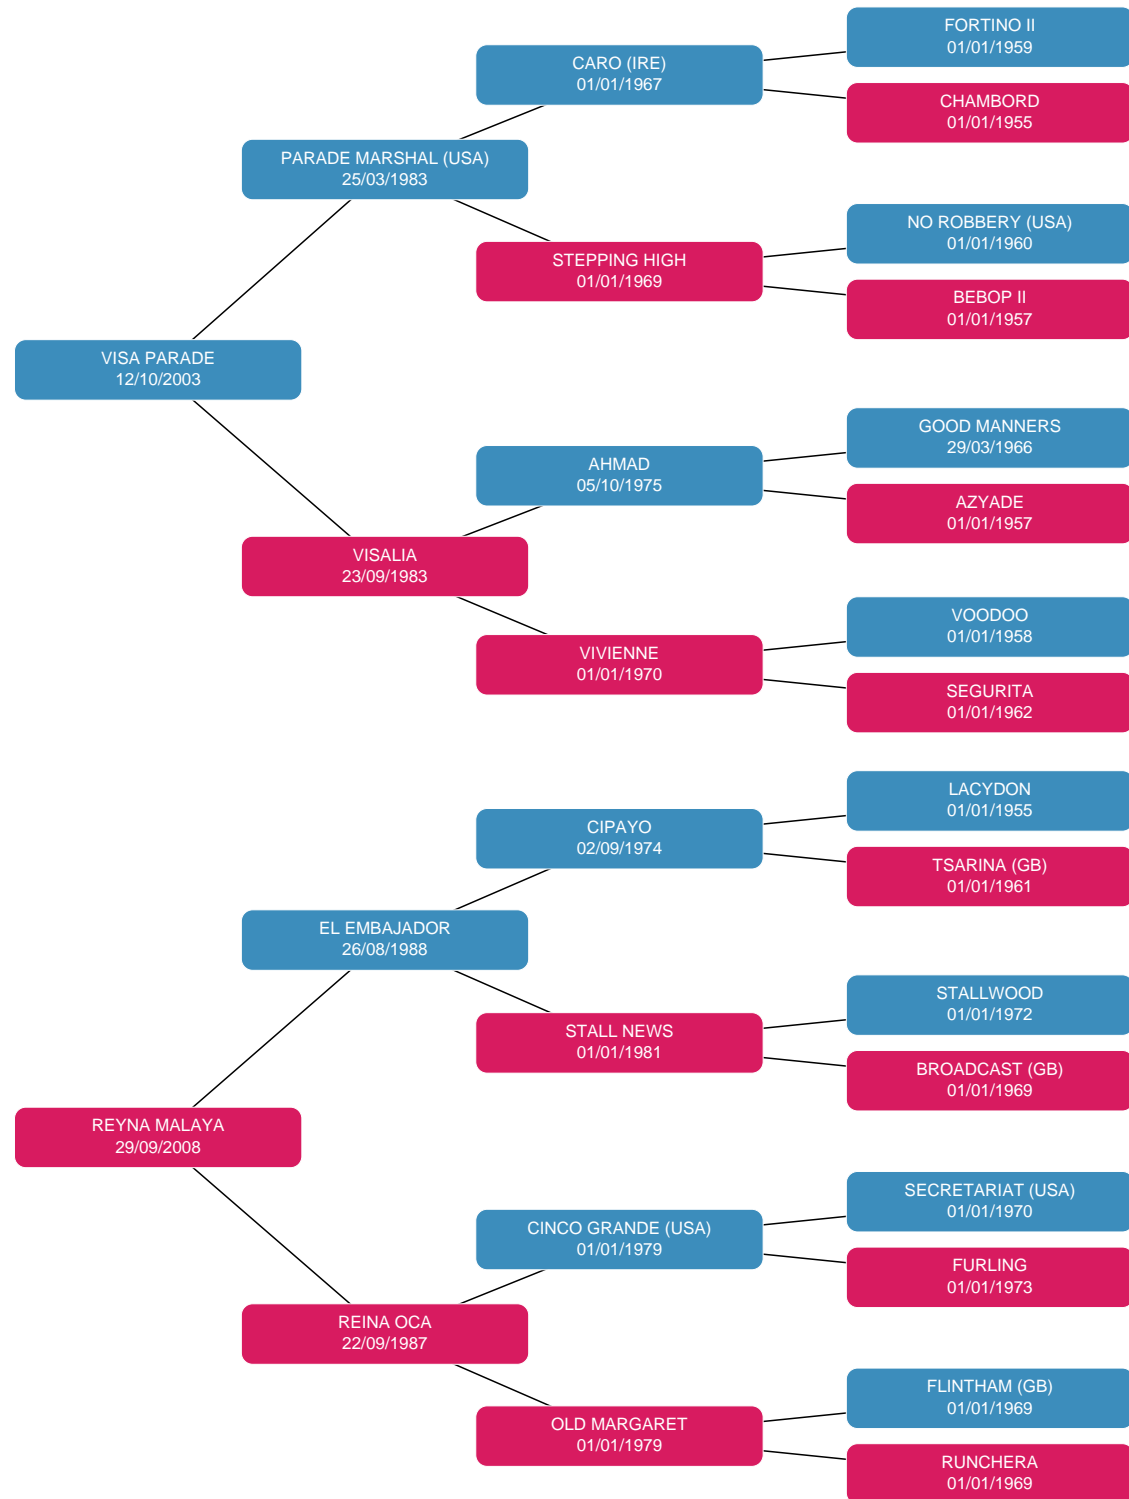 FORTINO II
01/01/1959
CARO (IRE)
01/01/1967
CHAMBORD
01/01/1955
PARADE MARSHAL (USA)
25/03/1983
NO ROBBERY (USA)
01/01/1960
STEPPING HIGH
01/01/1969
BEBOP II
01/01/1957
VISA PARADE
12/10/2003
GOOD MANNERS
29/03/1966
AHMAD
05/10/1975
AZYADE
01/01/1957
VISALIA
23/09/1983
VOODOO
01/01/1958
VIVIENNE
01/01/1970
SEGURITA
01/01/1962
LACYDON
01/01/1955
CIPAYO
02/09/1974
TSARINA (GB)
01/01/1961
EL EMBAJADOR
26/08/1988
STALLWOOD
01/01/1972
STALL NEWS
01/01/1981
BROADCAST (GB)
01/01/1969
REYNA MALAYA
29/09/2008
SECRETARIAT (USA)
01/01/1970
CINCO GRANDE (USA)
01/01/1979
FURLING
01/01/1973
REINA OCA
22/09/1987
FLINTHAM (GB)
01/01/1969
OLD MARGARET
01/01/1979
RUNCHERA
01/01/1969